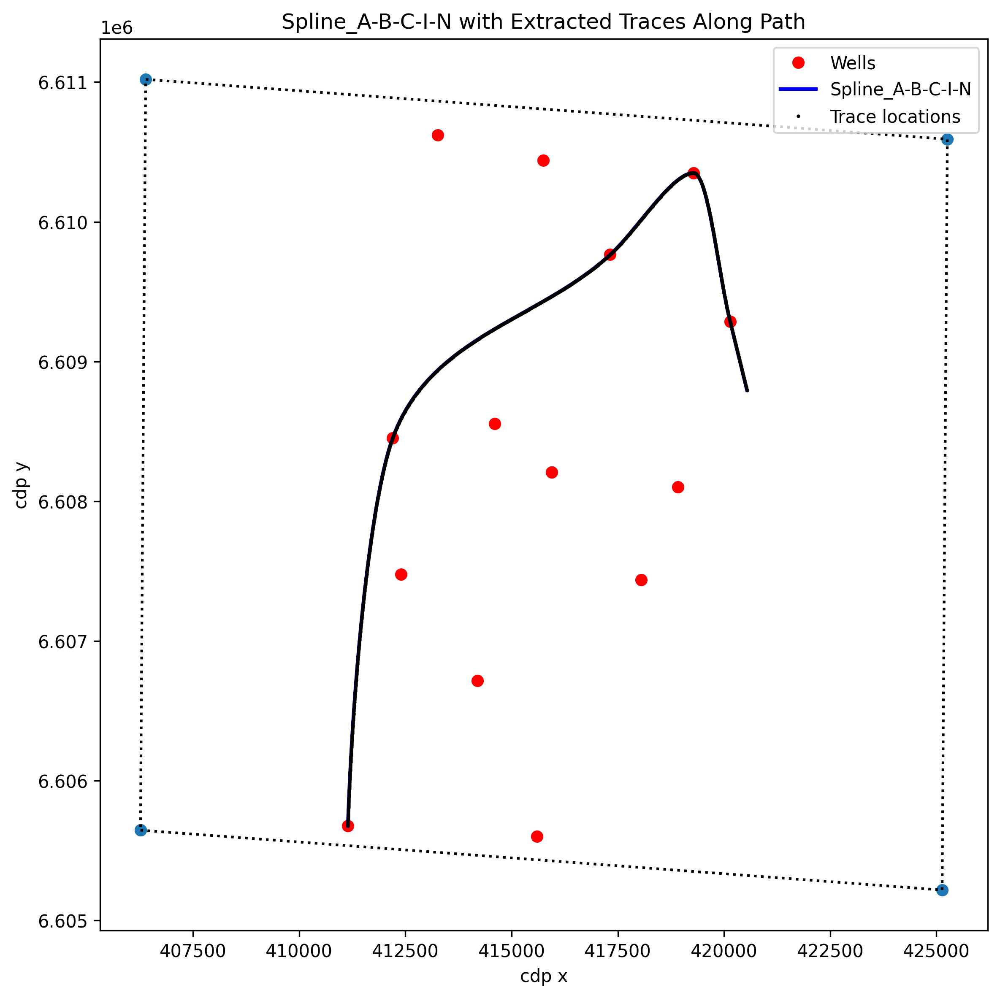 Spline_A-B-C-I-N with Extracted Traces Along Path
1e6
Wells
Spline_A-B-C-I-N
Trace locations
6.611
6.610
6.609
6.608
6.607
6.606
6.605
cdp y
407500 410000 412500 415000 417500 420000 422500 425000
cdp x